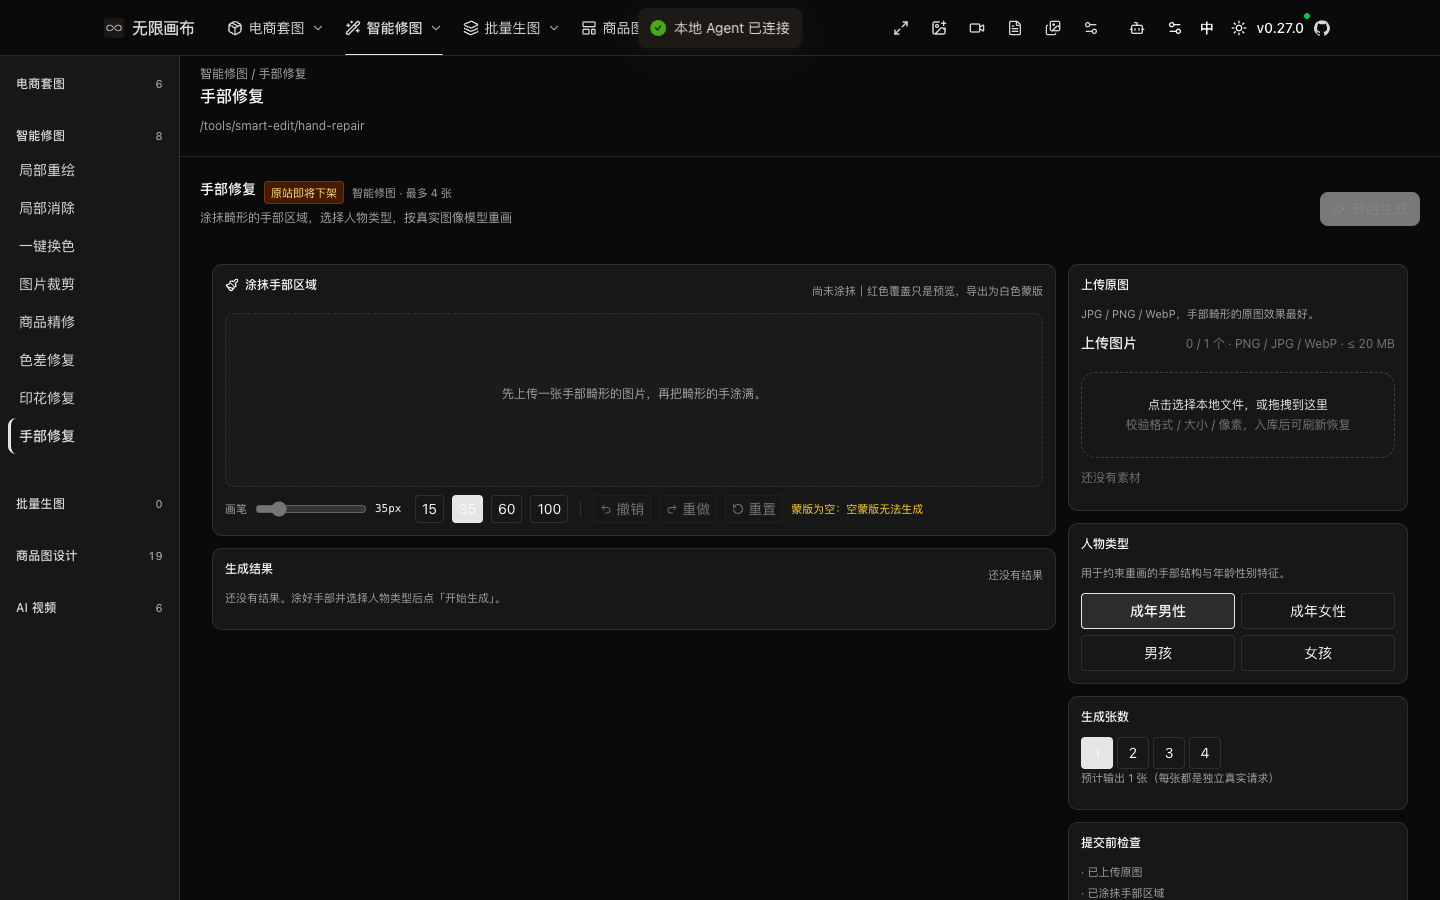 无限画布
电商套图
智能修图
批量生图
商品图
本地 Agent 已连接
中
v0.27.0
电商套图 6
智能修图 8
局部重绘
局部消除
一键换色
图片裁剪
商品精修
色差修复
印花修复
手部修复
批量生图 0
商品图设计 19
AI 视频 6
智能修图 / 手部修复
手部修复
/tools/smart-edit/hand-repair
手部修复 原站即将下架 智能修图 · 最多 4 张
涂抹畸形的手部区域，选择人物类型，按真实图像模型重画
开始生成
涂抹手部区域
尚未涂抹 | 红色覆盖只是预览，导出为白色蒙版
先上传一张手部畸形的图片，再把畸形的手涂满。
画笔 35px 15 35 60 100 撤销 重做 重置 蒙版为空：空蒙版无法生成
生成结果
还没有结果
还没有结果。涂好手部并选择人物类型后点「开始生成」。
上传原图
JPG / PNG / WebP，手部畸形的原图效果最好。
上传图片 0 / 1 个 · PNG / JPG / WebP · ≤ 20 MB
点击选择本地文件，或拖拽到这里
校验格式 / 大小 / 像素，入库后可刷新恢复
还没有素材
人物类型
用于约束重画的手部结构与年龄性别特征。
成年男性 成年女性
男孩 女孩
生成张数
1 2 3 4
预计输出 1 张（每张都是独立真实请求）
提交前检查
· 已上传原图
· 已涂抹手部区域